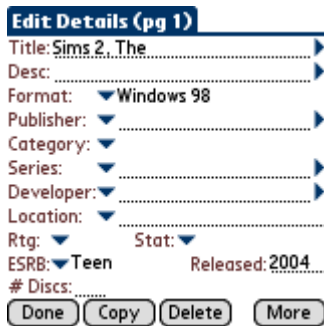 Edit Details (pg 1)
Title: Sims 2, The
Desc:
Format: Windows 98
Publisher:
Category:
Series:
Developer:
Location:
Rtg: Stat:
ESRB: Teen Released: 2004
# Discs:
Done Copy Delete More